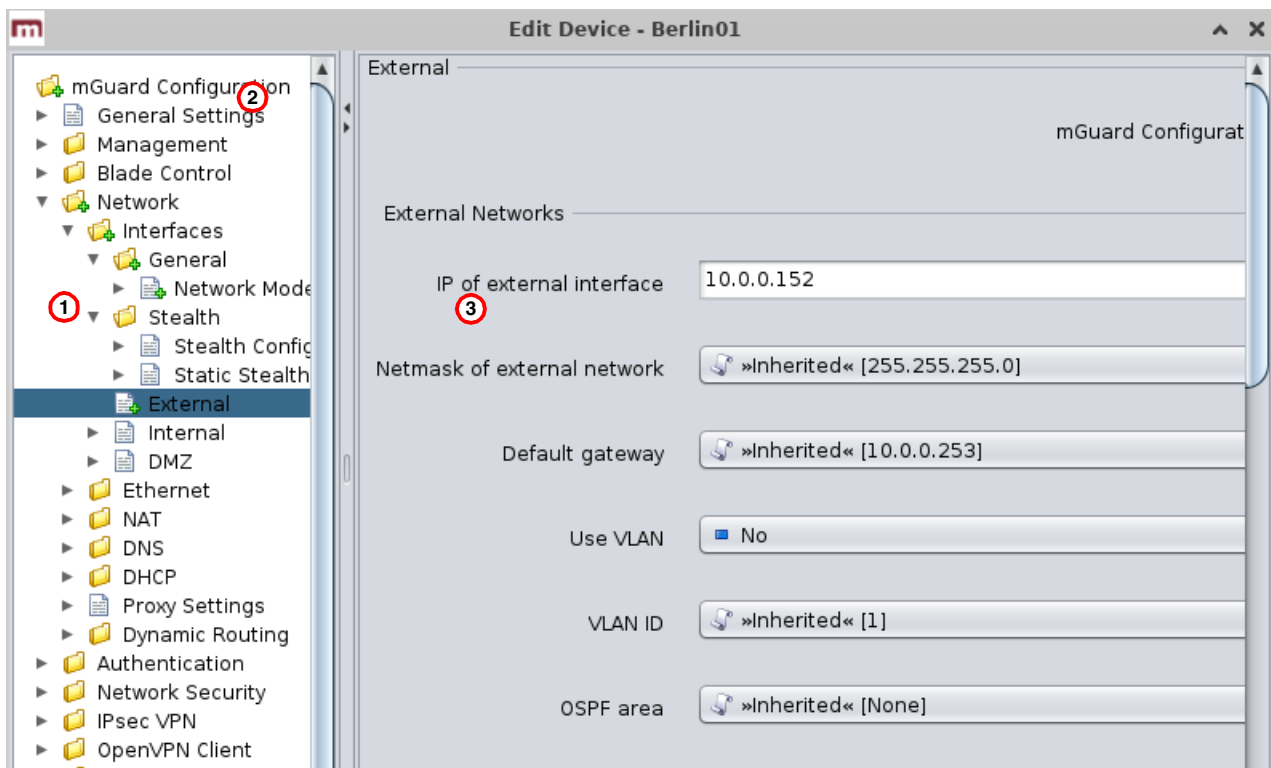 m
Edit Device - Berlin01
mGuard Configuration
2
General Settings
Management
Blade Control
Network
Interfaces
General
Network Mode
1
Stealth
Stealth Config
Static Stealth
External
Internal
DMZ
Ethernet
NAT
DNS
DHCP
Proxy Settings
Dynamic Routing
Authentication
Network Security
IPsec VPN
OpenVPN Client
External
mGuard Configurat
External Networks
IP of external interface 10.0.0.152
3
Netmask of external network »Inherited« [255.255.255.0]
Default gateway »Inherited« [10.0.0.253]
Use VLAN No
VLAN ID »Inherited« [1]
OSPF area »Inherited« [None]